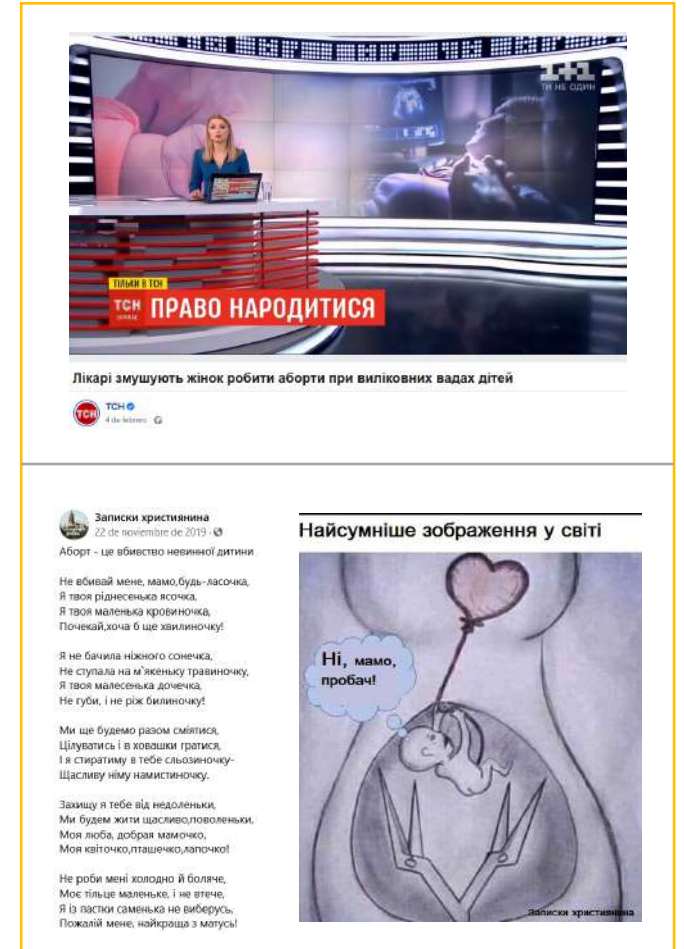 1+1
ТИ НЕ ОДИН
ТІЛЬКИ В ТСН
ТСН
ПРАВО НАРОДИТИСЯ
Лікарі змушують жінок робити аборти при виліковних вадах дітей
ТСН
ТСН
4 de febrero
Записки християнина
22 de noviembre de 2019
Аборт - це вбивство невинної дитини
Не вбивай мене, мамо,будь-ласочка,
Я твоя ріднесенька ясочка,
Я твоя маленька кровиночка,
Почекай,хоча б ще хвилиночку!
Я не бачила ніжного сонечка,
Не ступала на м`якеньку травиночку,
Я твоя малесенька дочечка,
Не губи, і не ріж билиночку!
Ми ще будемо разом сміятися,
Цілуватись і в ховашки гратися,
І я стиратиму в тебе сльозиночку-
Щасливу німу намистиночку.
Захищу я тебе від недоленьки,
Ми будем жити щасливо,поволеньки,
Моя люба, добрая мамочко,
Моя квіточко,пташечко,лапочко!
Не роби мені холодно й боляче,
Моє тільце маленьке, і не втече,
Я із пастки саменька не виберусь,
Пожалій мене, найкраща з матусь!
Найсумніше зображення у світі
Ні, мамо,
пробач!
Записки християнина